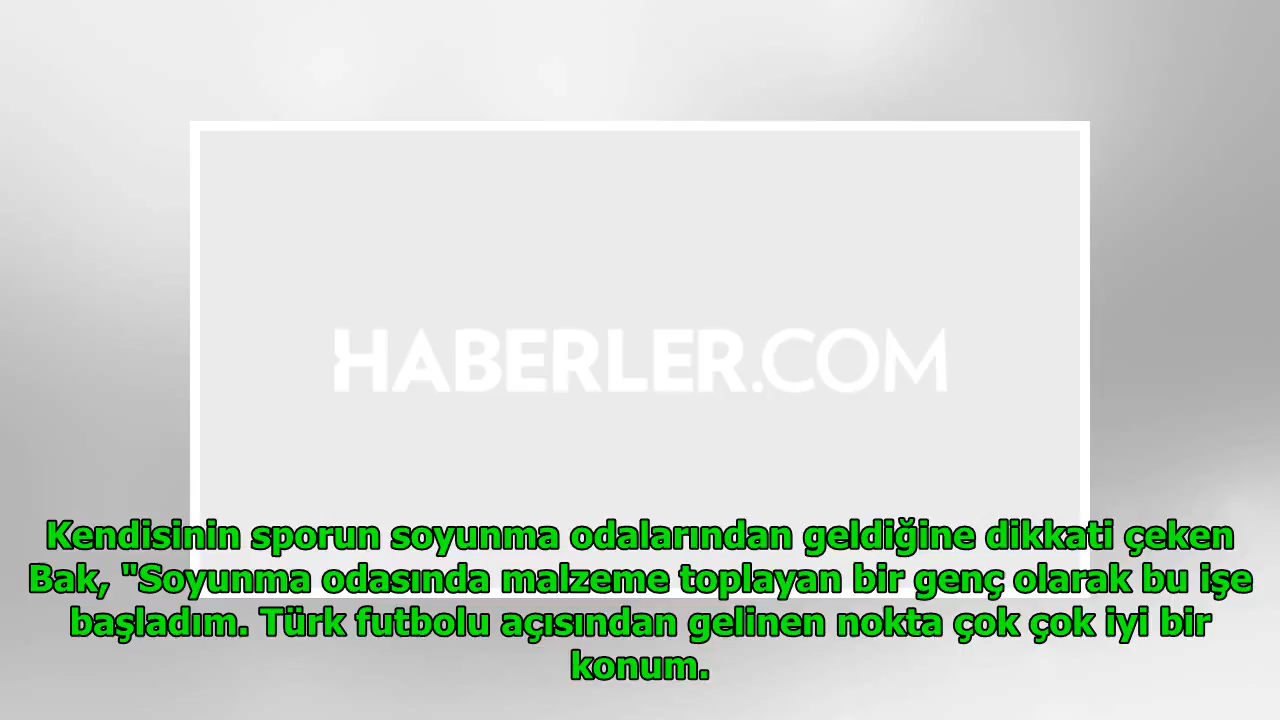 HABERLER.COM
Kendisinin sporun soyunma odalarından geldiğine dikkati çeken
Bak, "Soyunma odasında malzeme toplayan bir genç olarak bu işe
başladım. Türk futbolu açısından gelinen nokta çok çok iyi bir
konum.